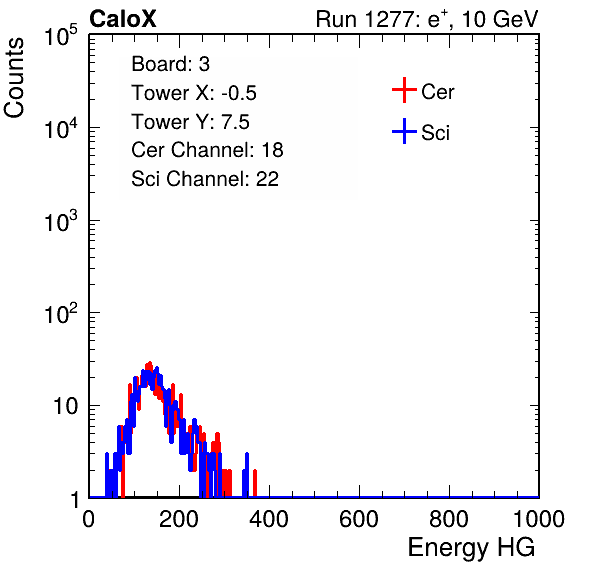 CaloX Run 1277: e⁺, 10 GeV
Counts
10⁵
10⁴
10³
10²
10
1
Board: 3
Tower X: -0.5
Tower Y: 7.5
Cer Channel: 18
Sci Channel: 22
Cer
Sci
0 200 400 600 800 1000
Energy HG